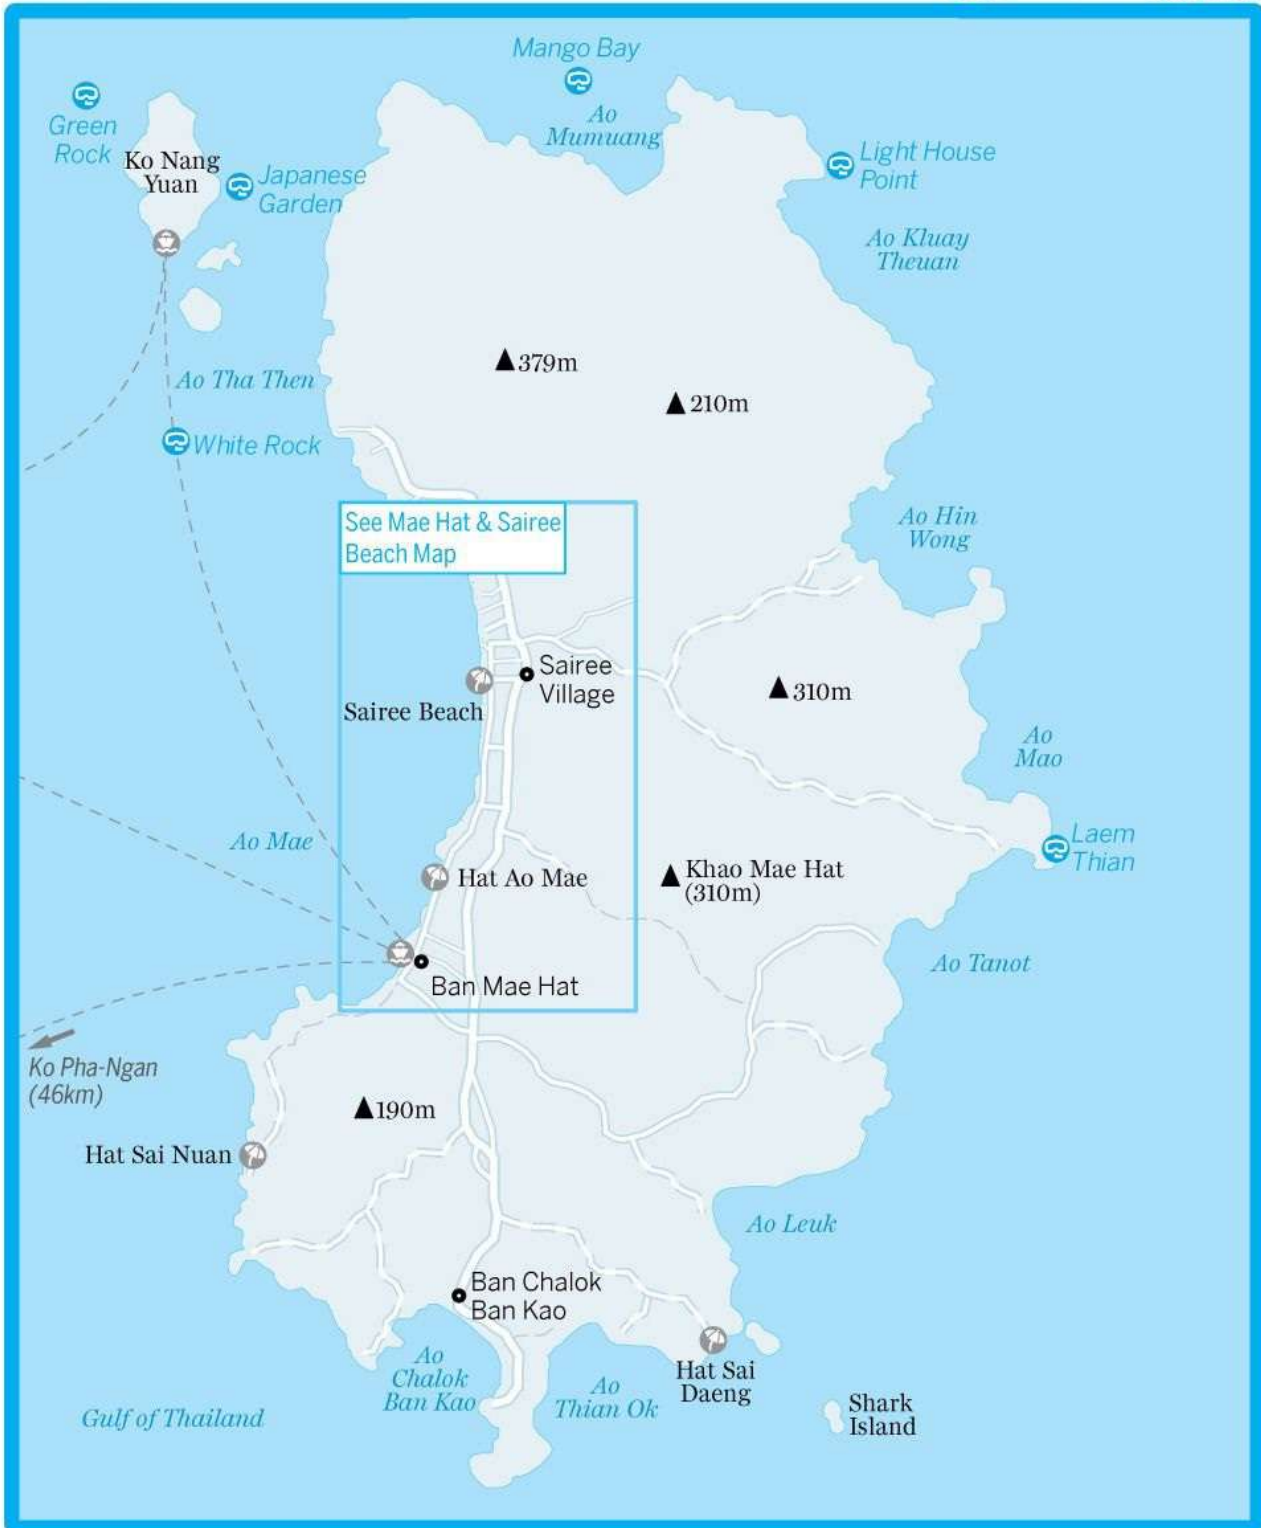 Mango Bay
Green
Rock
Ao
Mumuang
Ko Nang
Yuan
Japanese
Garden
Light House
Point
Ao Kluay
Theuan
379m
Ao Tha Then
210m
White Rock
See Mae Hat & Sairee
Beach Map
Ao Hin
Wong
Sairee
Village
310m
Sairee Beach
Ao
Mao
Ao Mae
Laem
Thian
Hat Ao Mae
Khao Mae Hat
(310m)
Ao Tanot
Ban Mae Hat
Ko Pha-Ngan
(46km)
190m
Hat Sai Nuan
Ao Leuk
Ban Chalok
Ban Kao
Ao
Chalok
Ban Kao
Ao
Thian Ok
Hat Sai
Daeng
Shark
Island
Gulf of Thailand